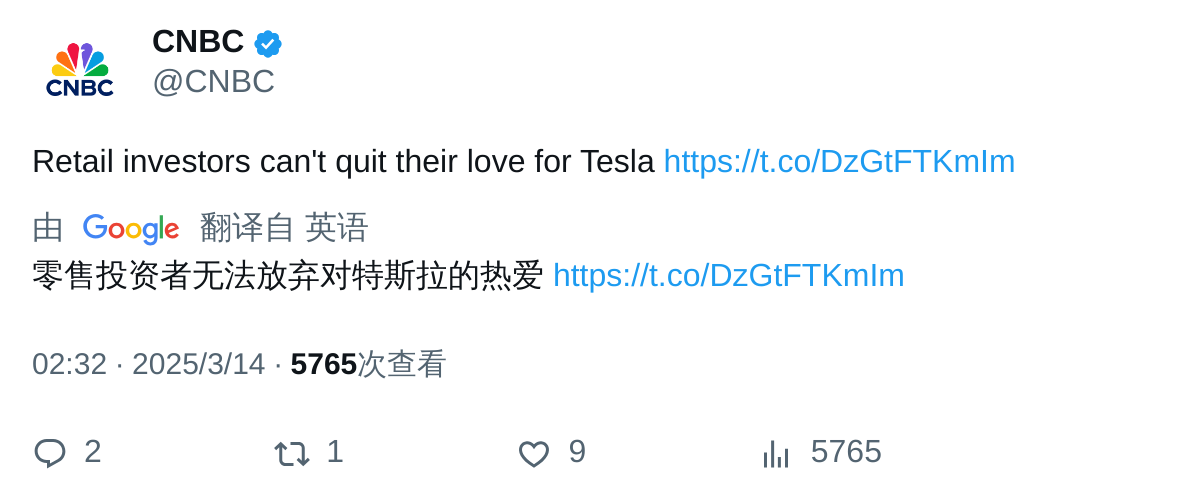 CNBC
CNBC
@CNBC
Retail investors can't quit their love for Tesla https://t.co/DzGtFTKmIm
由 Google 翻译自 英语
零售投资者无法放弃对特斯拉的热爱 https://t.co/DzGtFTKmIm
02:32 · 2025/3/14 · 5765次查看
2 1 9 5765